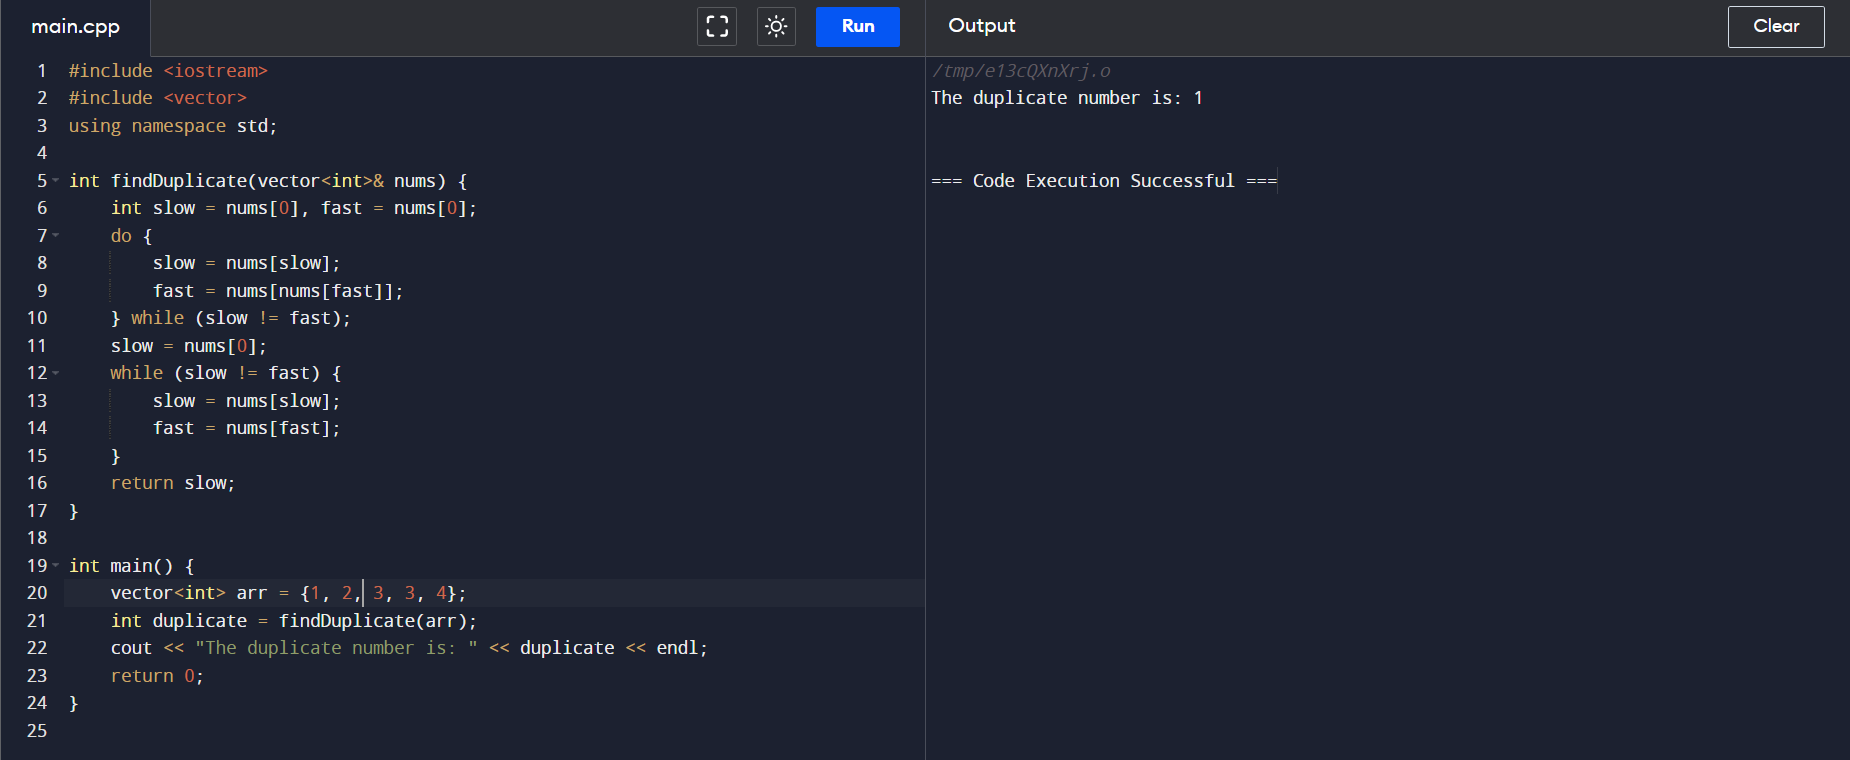 main.cpp
Run
Output
Clear
1 #include <iostream>
2 #include <vector>
3 using namespace std;
4
5 int findDuplicate(vector<int>& nums) {
6     int slow = nums[0], fast = nums[0];
7     do {
8         slow = nums[slow];
9         fast = nums[nums[fast]];
10     } while (slow != fast);
11     slow = nums[0];
12     while (slow != fast) {
13         slow = nums[slow];
14         fast = nums[fast];
15     }
16     return slow;
17 }
18
19 int main() {
20     vector<int> arr = {1, 2, 3, 3, 4};
21     int duplicate = findDuplicate(arr);
22     cout << "The duplicate number is: " << duplicate << endl;
23     return 0;
24 }
25
/tmp/e13cQXnXrj.o
The duplicate number is: 1
=== Code Execution Successful ===